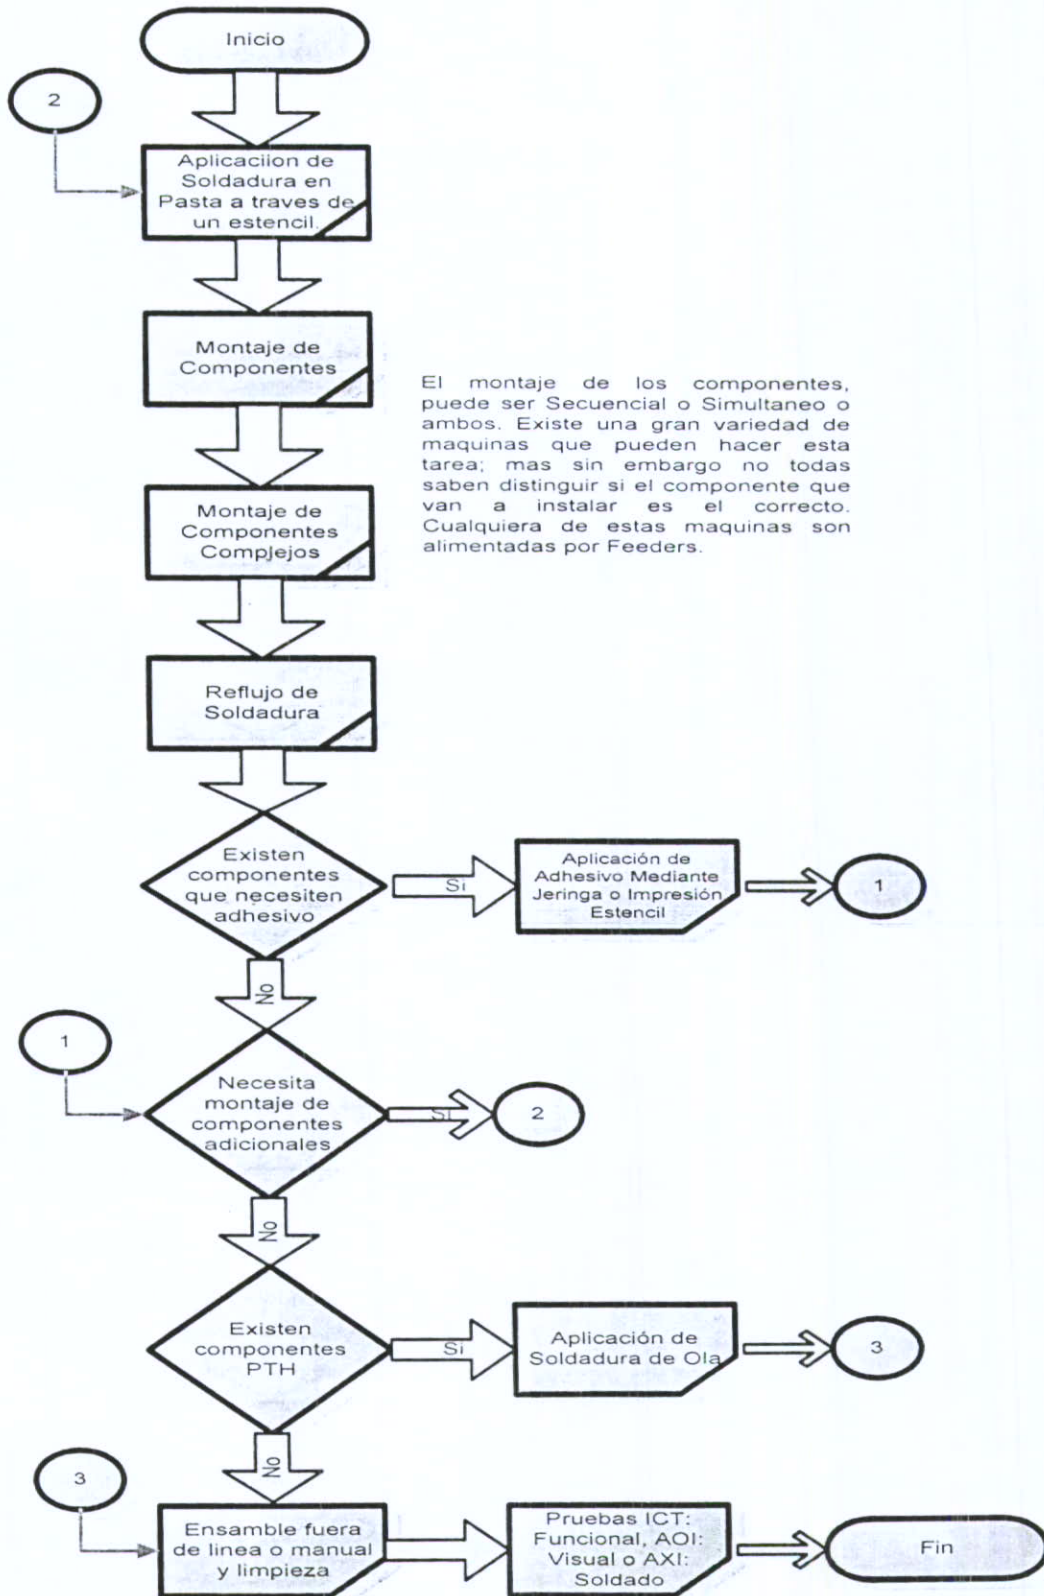 Inicio
2
Aplicaciion de
Soldadura en
Pasta a traves de
un estencil.
Montaje de
Componentes
El montaje de los componentes,
puede ser Secuencial o Simultaneo o
ambos. Existe una gran variedad de
maquinas que pueden hacer esta
tarea; mas sin embargo no todas
saben distinguir si el componente que
van a instalar es el correcto.
Cualquiera de estas maquinas son
alimentadas por Feeders.
Montaje de
Componentes
Complejos
Reflujo de
Soldadura
Existen
componentes
que necesiten
adhesivo
Si
Aplicación de
Adhesivo Mediante
Jeringa o Impresión
Estencil
1
No
1
Necesita
montaje de
componentes
adicionales
Si
2
No
Existen
componentes
PTH
Si
Aplicación de
Soldadura de Ola
3
No
3
Ensamble fuera
de linea o manual
y limpieza
Pruebas ICT:
Funcional, AOI:
Visual o AXI:
Soldado
Fin